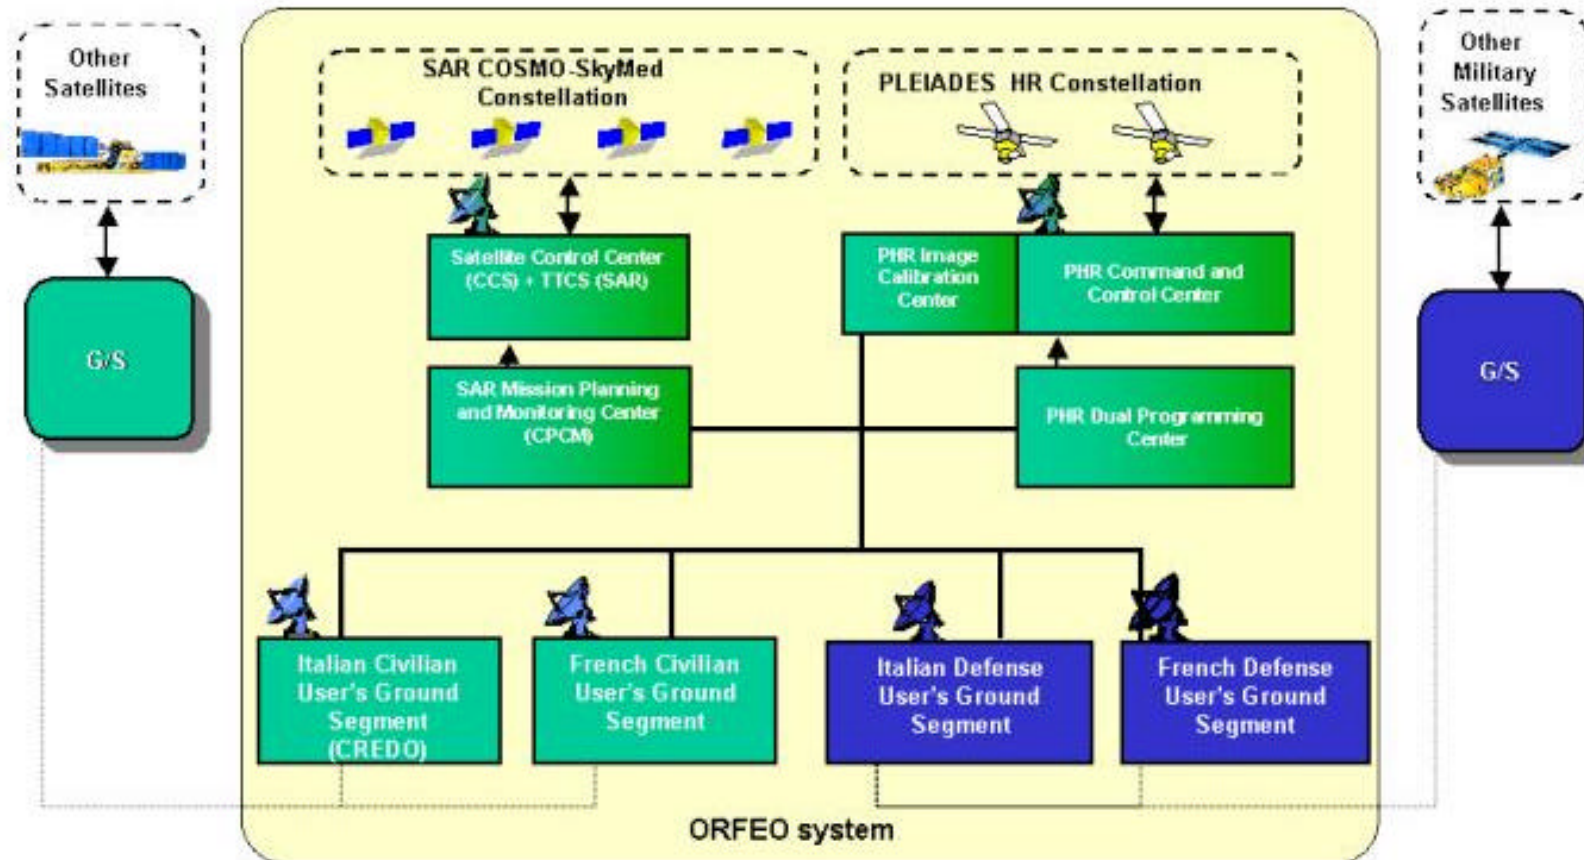 Other
Satellites
SAR COSMO-SkyMed
Constellation
PLEIADES HR Constellation
Other
Military
Satellites
Satellite Control Center
(CCS) + TTCS (SAR)
PHR Image
Calibration
Center
PHR Command and
Control Center
G/S
G/S
SAR Mission Planning
and Monitoring Center
(CPCM)
PHR Dual Programming
Center
Italian Civilian
User's Ground
Segment
(CREDO)
French Civilian
User's Ground
Segment
Italian Defense
User's Ground
Segment
French Defense
User's Ground
Segment
ORFEO system